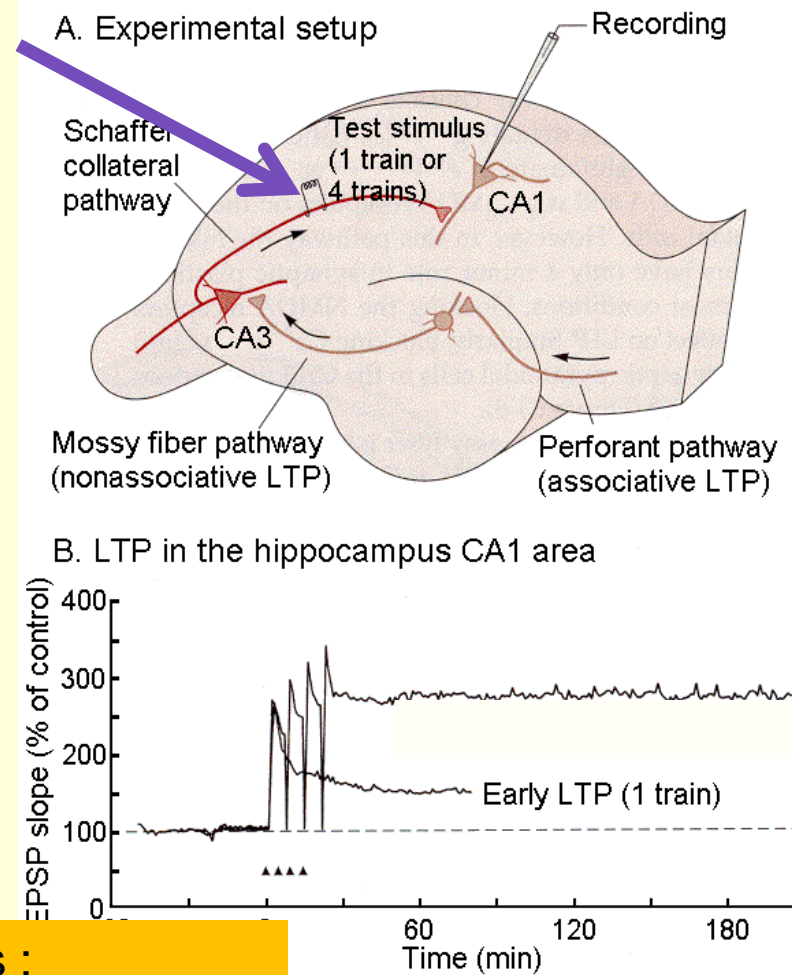 A. Experimental setup
Recording
Schaffer
collateral
pathway
Test stimulus
(1 train or
4 trains)
CA1
CA3
Mossy fiber pathway
(nonassociative LTP)
Perforant pathway
(associative LTP)
B. LTP in the hippocampus CA1 area
EPSP slope (% of control)
400
300
200
100
0
Early LTP (1 train)
60
120
180
Time (min)
s :